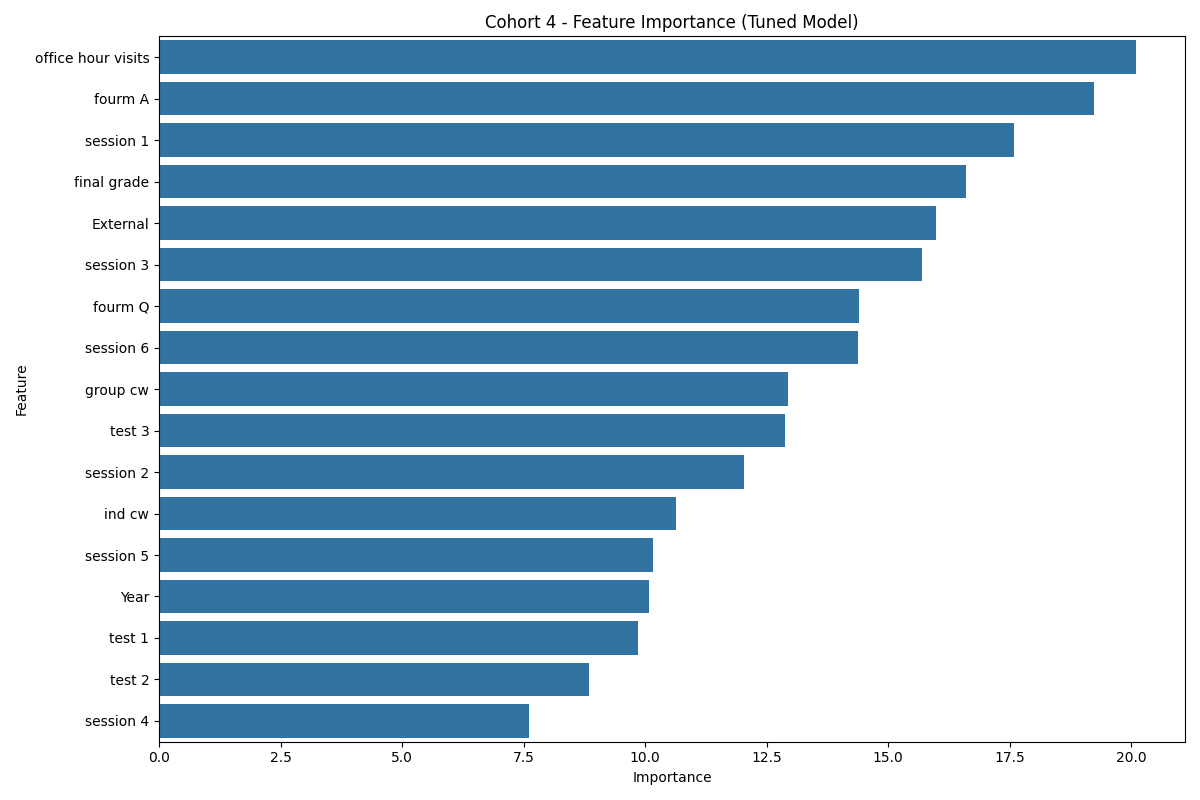 Cohort 4 - Feature Importance (Tuned Model)
office hour visits
fourm A
session 1
final grade
External
session 3
fourm Q
session 6
group cw
test 3
session 2
ind cw
session 5
Year
test 1
test 2
session 4
Feature
0.0 2.5 5.0 7.5 10.0 12.5 15.0 17.5 20.0
Importance